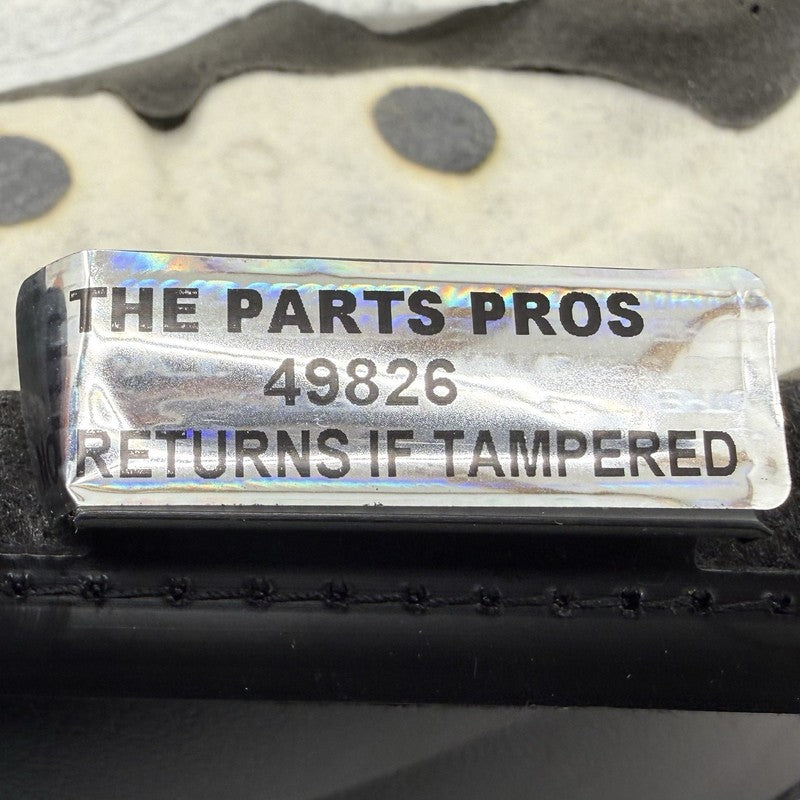 THE PARTS PROS
49826
RETURNS IF TAMPERED